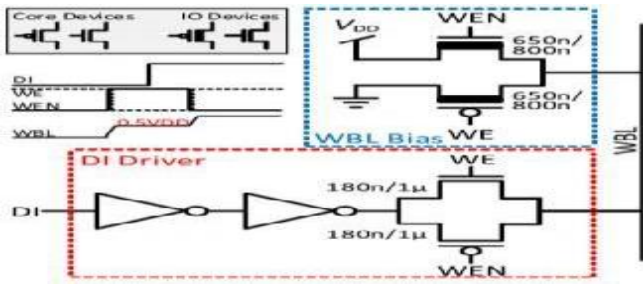 Core Devices
IO Devices
DI
WE
WEN
WBL
0.5VDD
VDD
WEN
650n/
800n
650n/
800n
WE
WBL Bias
WBL
DI Driver
WE
DI
180n/1µ
180n/1µ
WEN